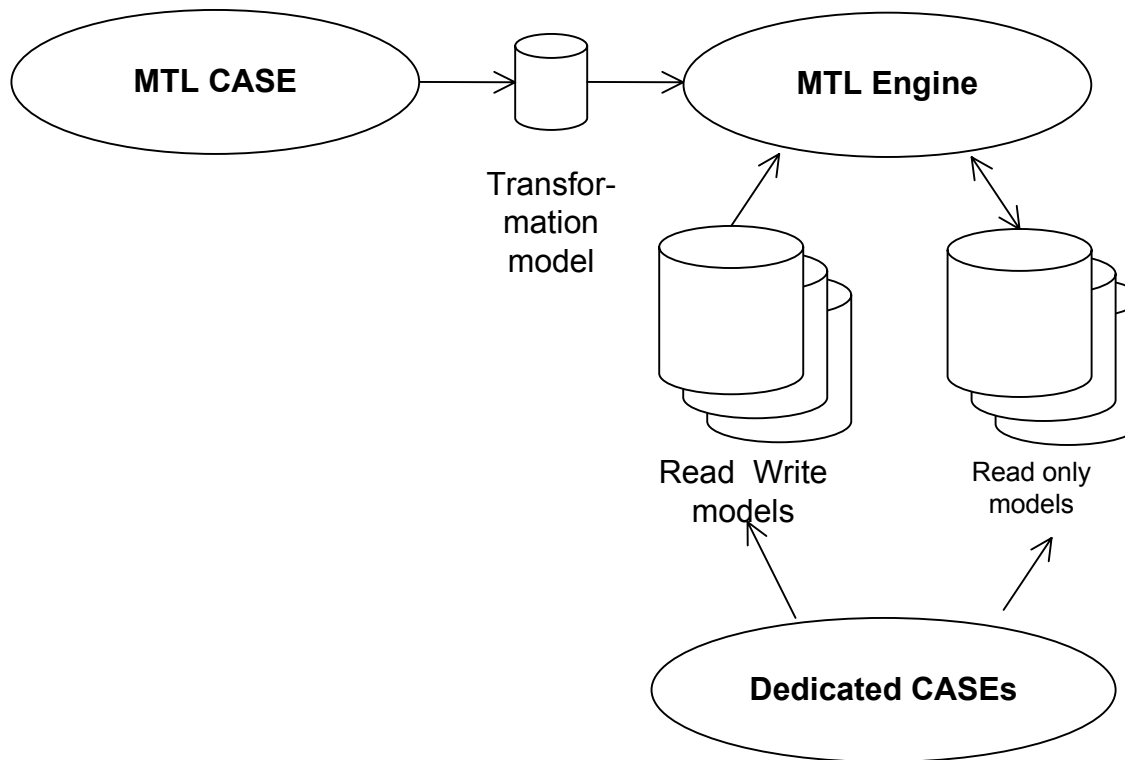 MTL CASE
MTL Engine
Transfor-
mation
model
Read Write
models
Read only
models
Dedicated CASEs